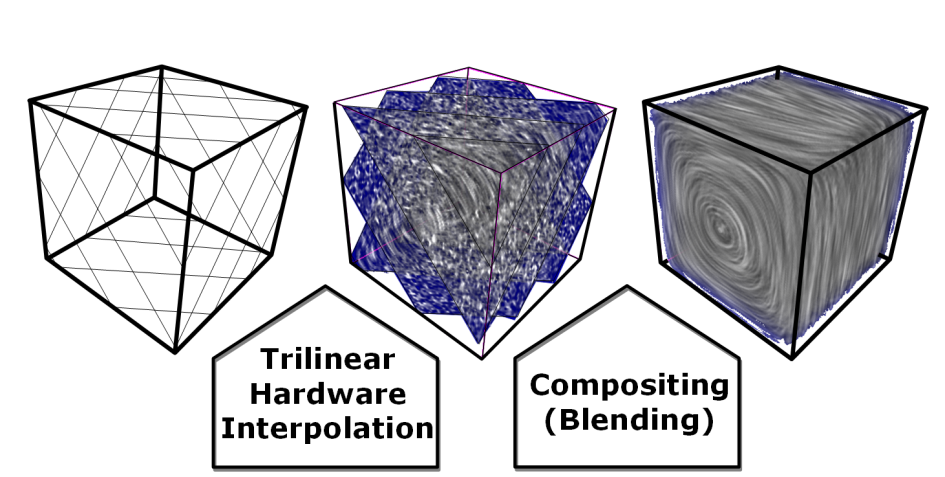 Trilinear
Hardware
Interpolation
Compositing
(Blending)